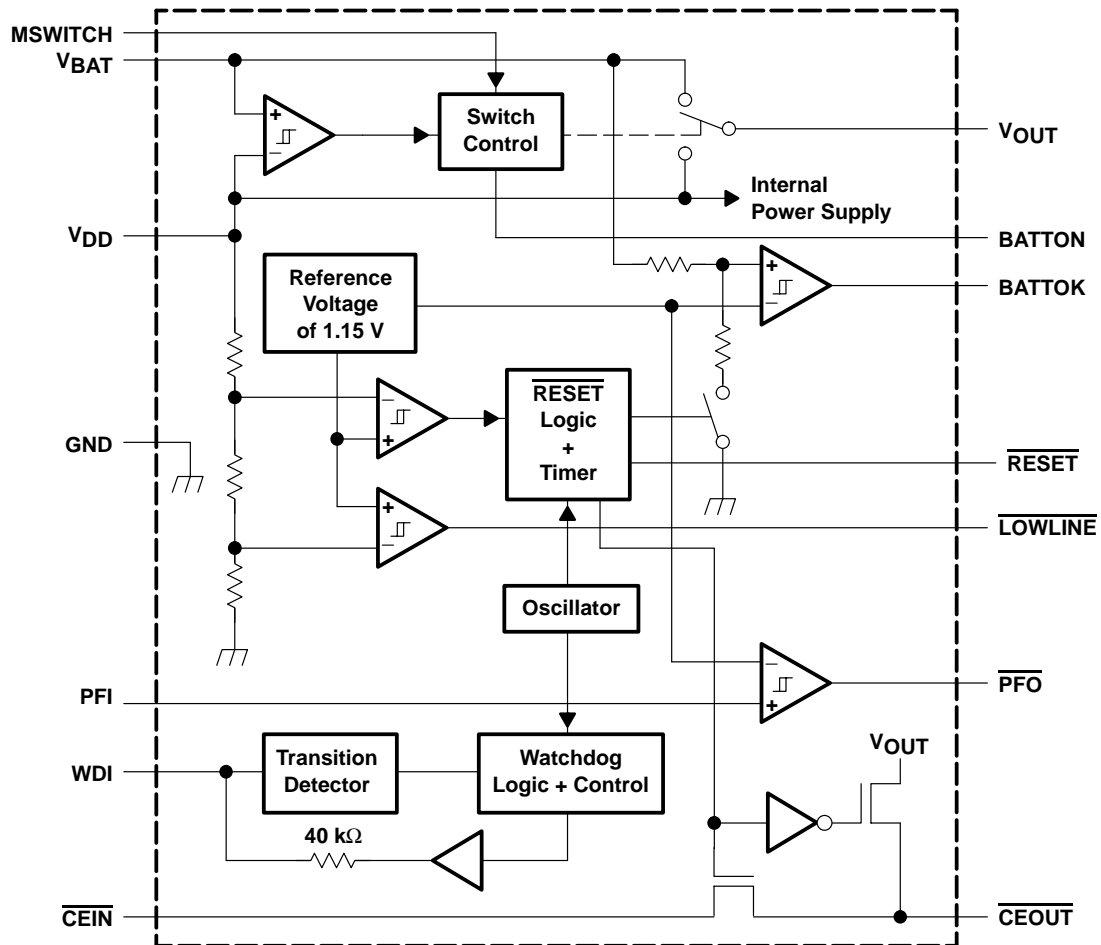 MSWITCH
VBAT
+
−
Switch
Control
VOUT
Internal
Power Supply
VDD
BATTON
Reference
Voltage
of 1.15 V
+
−
BATTOK
−
+
RESET
Logic
+
Timer
GND
RESET
+
−
LOWLINE
Oscillator
−
+
PFO
PFI
VOUT
WDI
Transition
Detector
Watchdog
Logic + Control
40 kΩ
CEIN
CEOUT